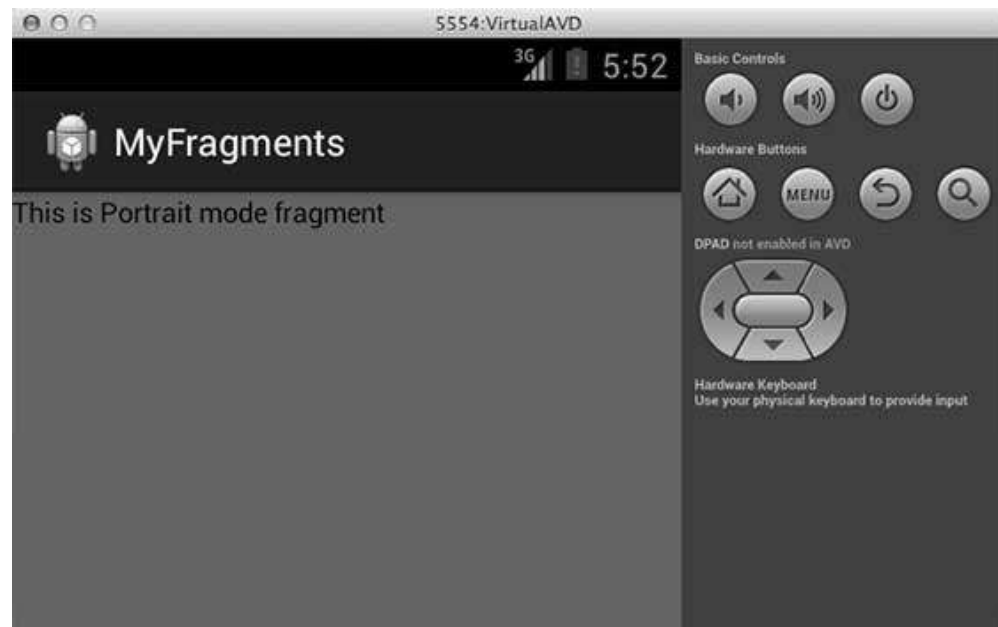 5554:VirtualAVD
3G 5:52
MyFragments
This is Portrait mode fragment
Basic Controls
Hardware Buttons
MENU
DPAD not enabled in AVD
Hardware Keyboard
Use your physical keyboard to provide input